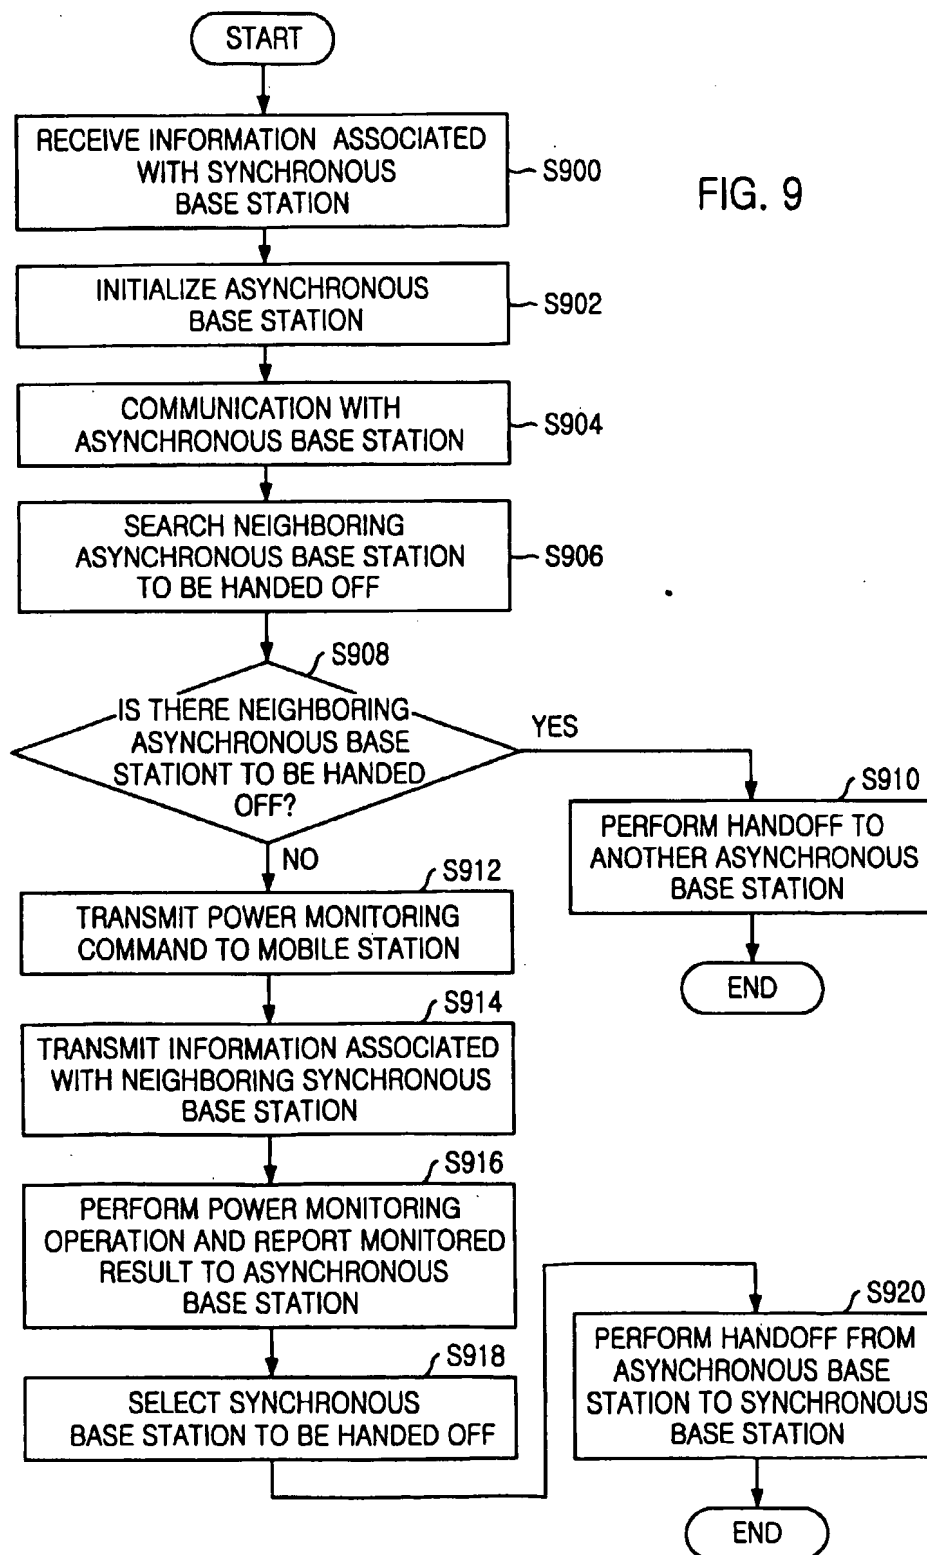 START
RECEIVE INFORMATION ASSOCIATED
WITH SYNCHRONOUS
BASE STATION
S900
FIG. 9
INITIALIZE ASYNCHRONOUS
BASE STATION
S902
COMMUNICATION WITH
ASYNCHRONOUS BASE STATION
S904
SEARCH NEIGHBORING
ASYNCHRONOUS BASE STATION
TO BE HANDED OFF
S906
S908
IS THERE NEIGHBORING
ASYNCHRONOUS BASE
STATIONT TO BE HANDED
OFF?
YES
NO
S910
PERFORM HANDOFF TO
ANOTHER ASYNCHRONOUS
BASE STATION
END
S912
TRANSMIT POWER MONITORING
COMMAND TO MOBILE STATION
S914
TRANSMIT INFORMATION ASSOCIATED
WITH NEIGHBORING SYNCHRONOUS
BASE STATION
S916
PERFORM POWER MONITORING
OPERATION AND REPORT MONITORED
RESULT TO ASYNCHRONOUS
BASE STATION
S918
SELECT SYNCHRONOUS
BASE STATION TO BE HANDED OFF
S920
PERFORM HANDOFF FROM
ASYNCHRONOUS BASE
STATION TO SYNCHRONOUS
BASE STATION
END